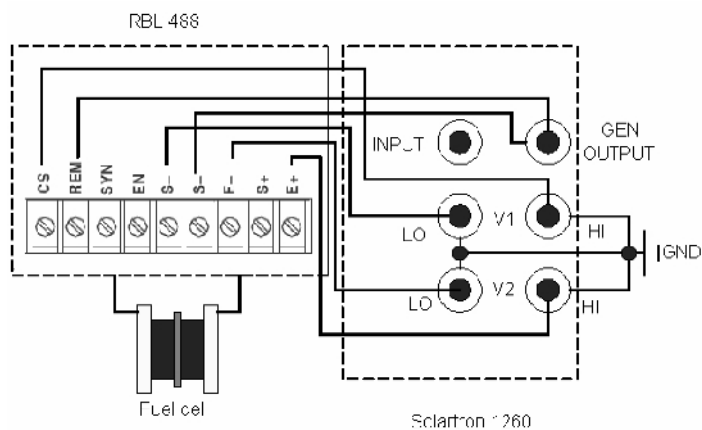 RBL 488
CS REM SYN EN S- S- F- S+ E+
INPUT
GEN
OUTPUT
LO V1 HI
GND
LO V2 HI
Fuel cel
Solartron 1260